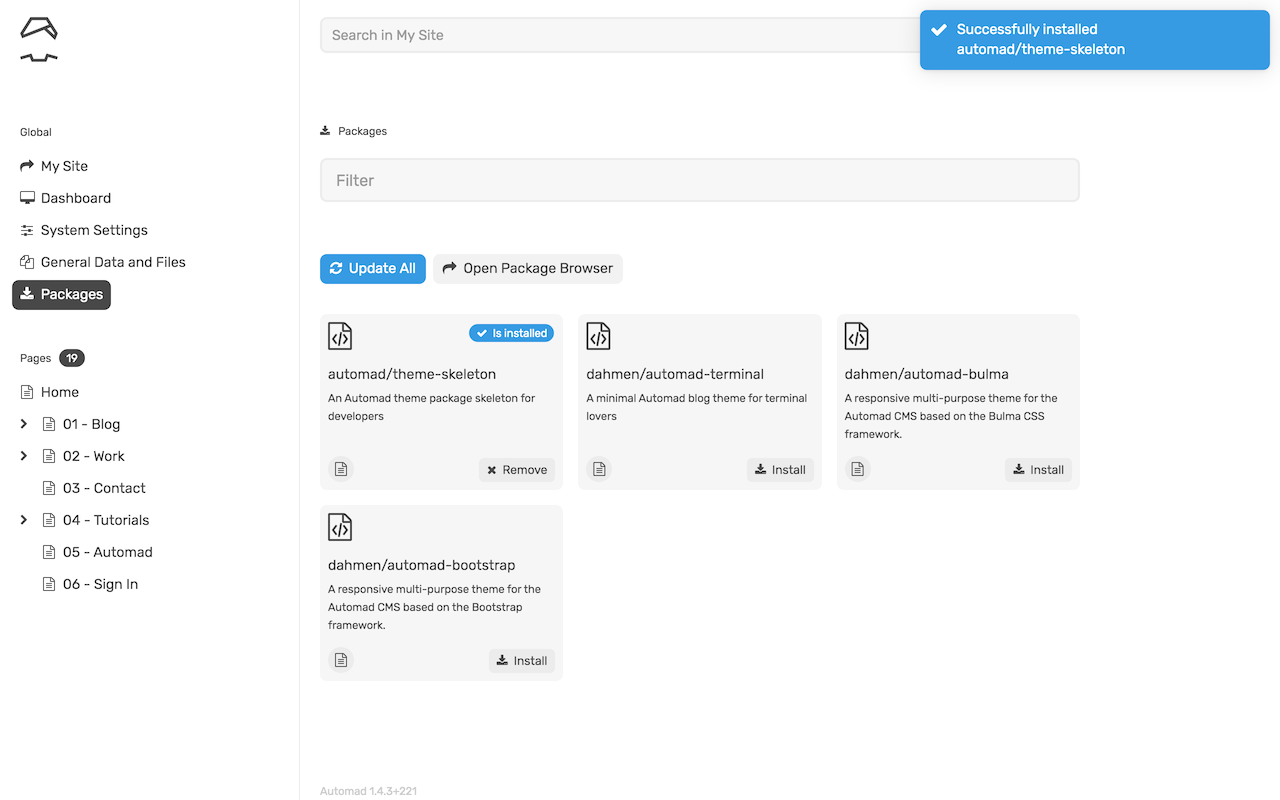 Search in My Site
Successfully installed
automad/theme-skeleton
Global
My Site
Dashboard
System Settings
General Data and Files
Packages
Pages 19
Home
01 - Blog
02 - Work
03 - Contact
04 - Tutorials
05 - Automad
06 - Sign In
Packages
Filter
Update All
Open Package Browser
Is installed
automad/theme-skeleton
An Automad theme package skeleton for
developers
Remove
dahmen/automad-terminal
A minimal Automad blog theme for terminal
lovers
Install
dahmen/automad-bulma
A responsive multi-purpose theme for the
Automad CMS based on the Bulma CSS
framework.
Install
dahmen/automad-bootstrap
A responsive multi-purpose theme for the
Automad CMS based on the Bootstrap
framework.
Install
Automad 1.4.3+221